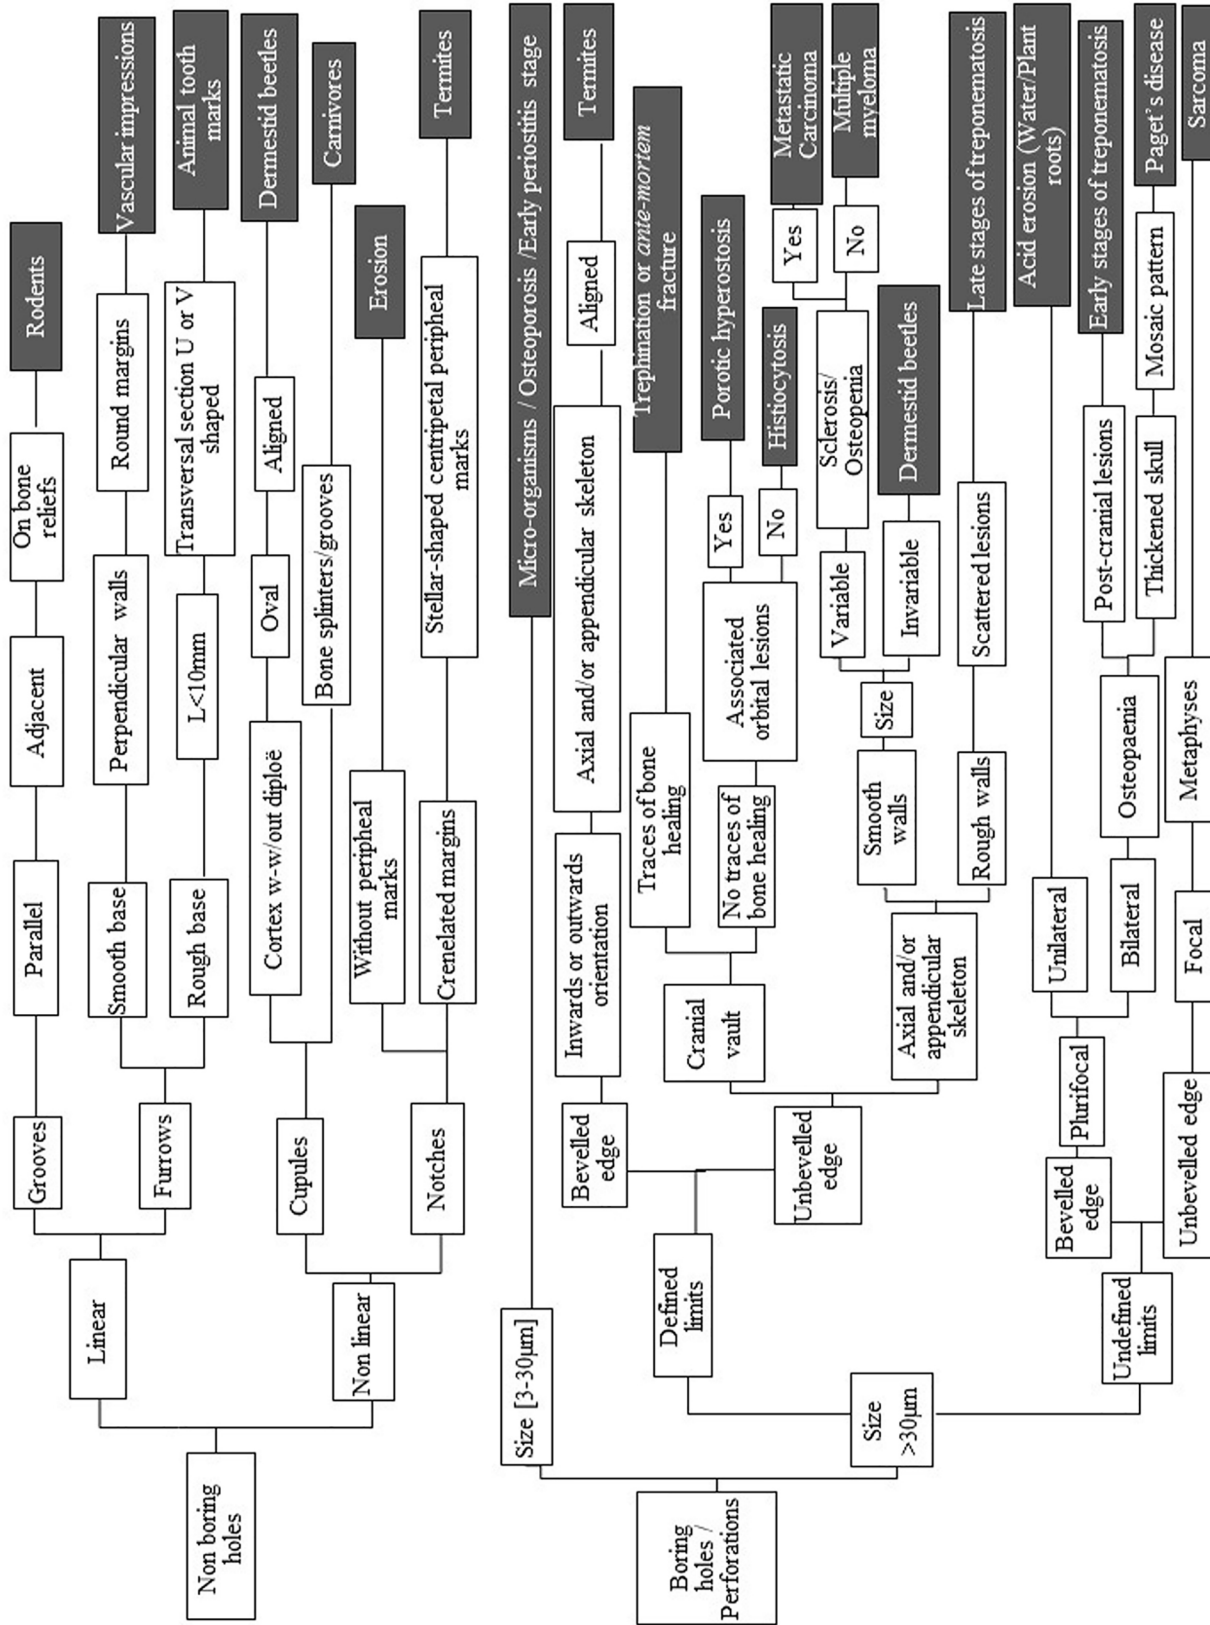 Non boring
holes
Linear
Grooves
Parallel
Adjacent
On bone
reliefs
Rodents
Furrows
Smooth base
Perpendicular walls
Round margins
Vascular impressions
Rough base
L<10mm
Transversal section U or V
shaped
Animal tooth
marks
Non linear
Cupules
Cortex w-w/out diploë
Oval
Aligned
Dermestid beetles
Bone splinters/grooves
Carnivores
Notches
Without peripheal
marks
Erosion
Crenelated margins
Stellar-shaped centripetal peripheal
marks
Termites
Boring
holes /
Perforations
Size [3-30µm]
Micro-organisms / Osteoporosis /Early periostitis stage
Size
>30µm
Defined
limits
Bevelled
edge
Inwards or outwards
orientation
Axial and/or appendicular skeleton
Aligned
Termites
Unbevelled
edge
Cranial
vault
Traces of bone
healing
Trephination or ante-mortem
fracture
No traces of
bone healing
Associated
orbital lesions
Yes
Porotic hyperostosis
No
Histiocytosis
Axial and/or
appendicular
skeleton
Smooth
walls
Size
Variable
Sclerosis/
Osteopenia
Yes
Metastatic
Carcinoma
No
Multiple
myeloma
Invariable
Dermestid beetles
Rough walls
Scattered lesions
Late stages of treponematosis
Undefined
limits
Bevelled
edge
Plurifocal
Unilateral
Acid erosion (Water/Plant
roots)
Bilateral
Osteopaenia
Post-cranial lesions
Early stages of treponematosis
Thickened skull
Mosaic pattern
Paget's disease
Unbevelled edge
Focal
Metaphyses
Sarcoma